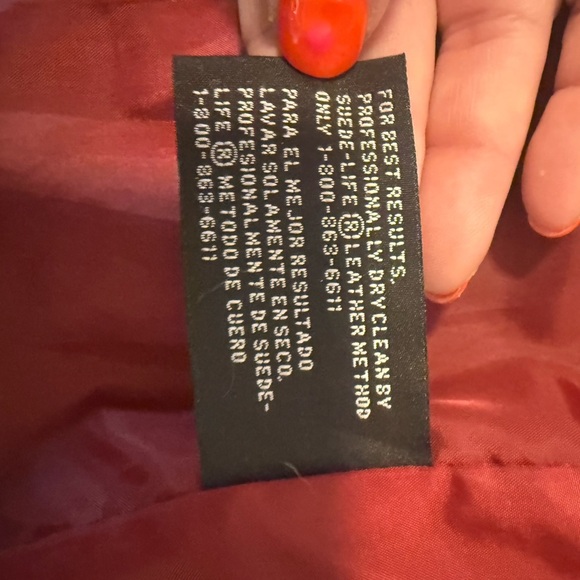 FOR BEST RESULTS,
PROFESSIONALLY DRYCLEAN BY
SUEDE-LIFE ® LEATHER METHOD
ONLY 1-800-863-6611
PARA EL MEJOR RESULTADO
LAVAR SOLAMENTE EN SECO.
PROFESIONALMENTE DE SUEDE-
LIFE ® METODO DE CUERO
1-800-863-6611